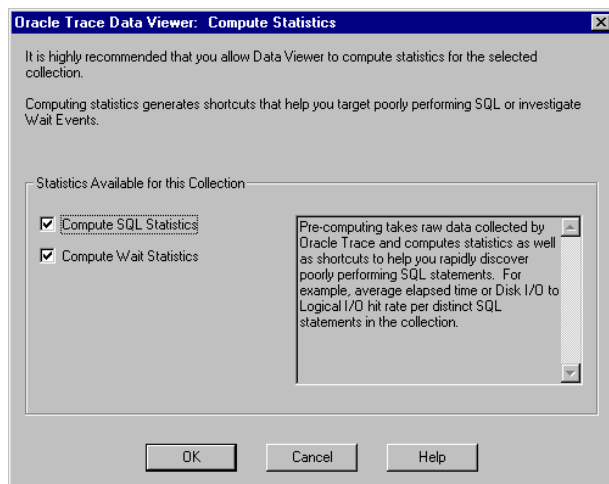 Oracle Trace Data Viewer: Compute Statistics
It is highly recommended that you allow Data Viewer to compute statistics for the selected
collection.
Computing statistics generates shortcuts that help you target poorly performing SQL or investigate
Wait Events.
Statistics Available for this Collection
Compute SQL Statistics
Compute Wait Statistics
Pre-computing takes raw data collected by
Oracle Trace and computes statistics as well
as shortcuts to help you rapidly discover
poorly performing SQL statements. For
example, average elapsed time or Disk I/O to
Logical I/O hit rate per distinct SQL
statements in the collection.
OK
Cancel
Help